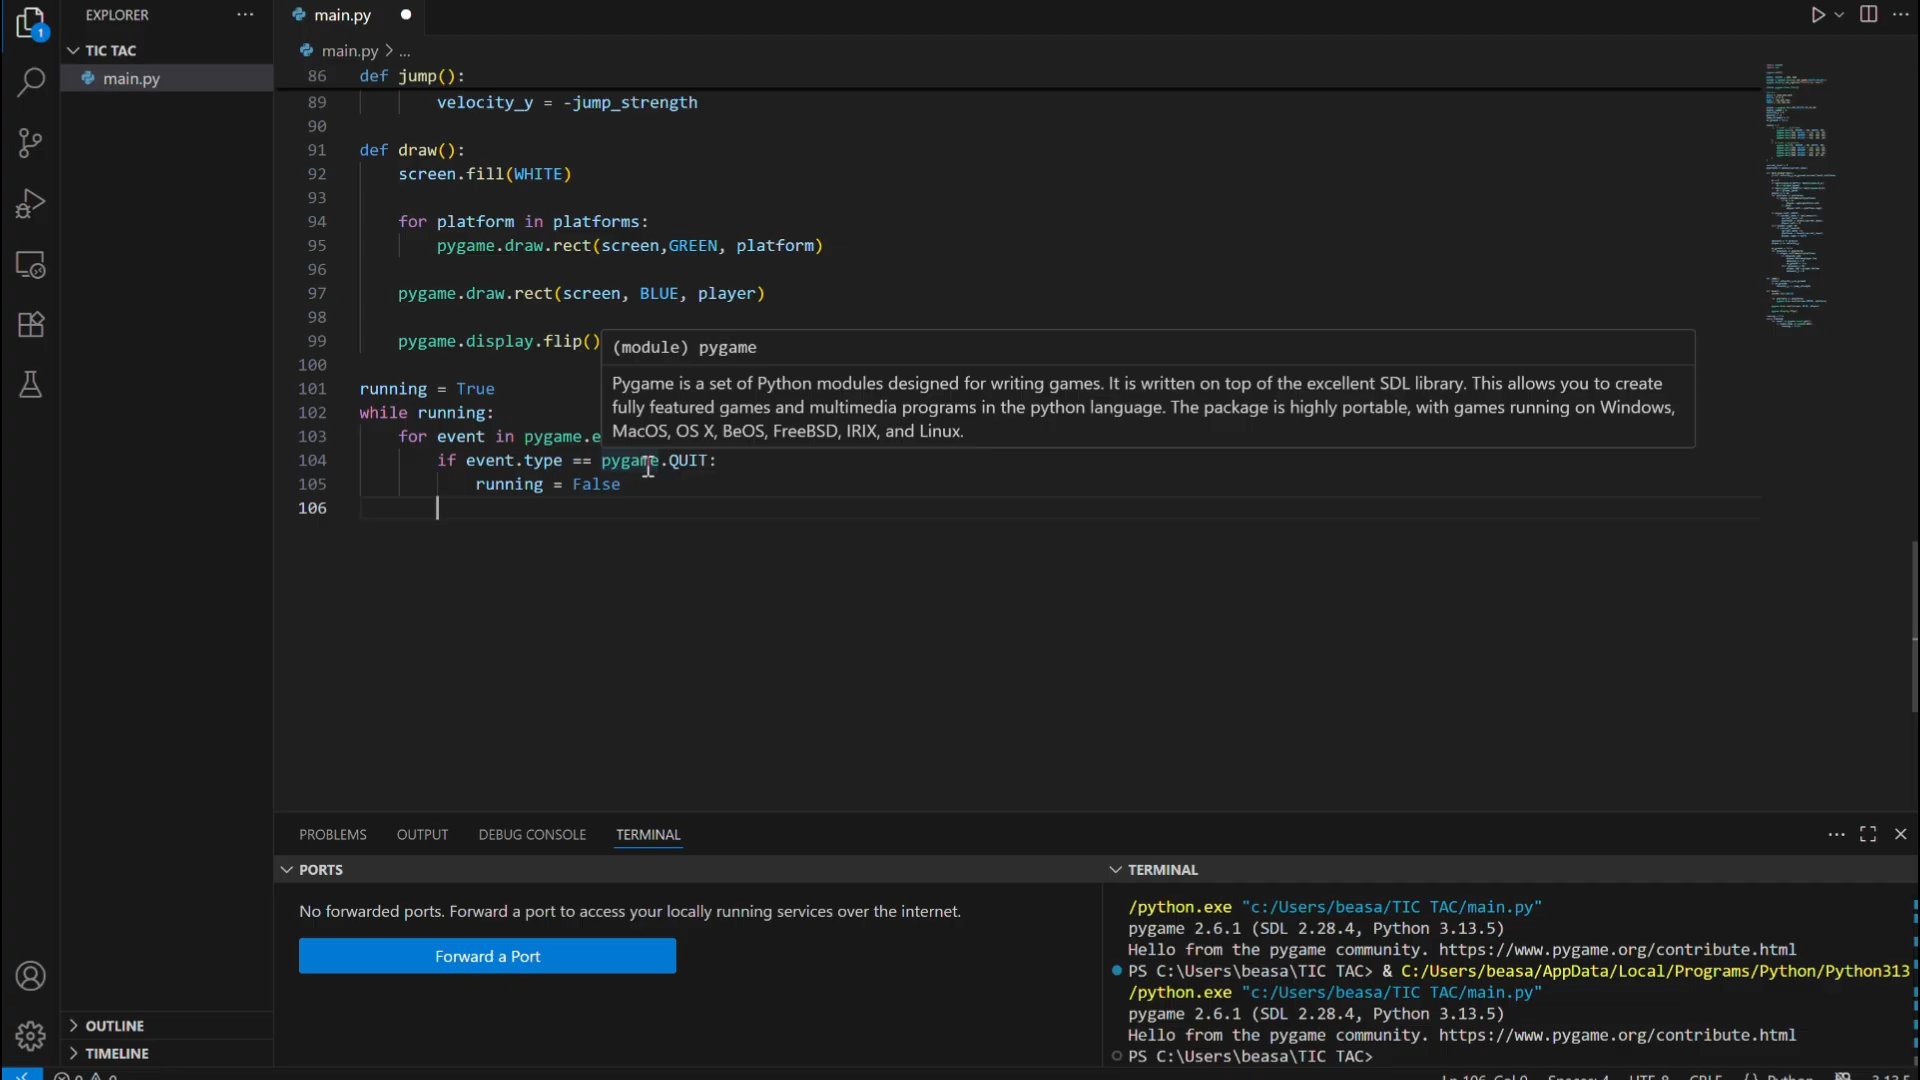 EXPLORER
TIC TAC
main.py
OUTLINE
TIMELINE
1
main.py
main.py > ...
86 def jump():
89 velocity_y = -jump_strength
90
91 def draw():
92 screen.fill(WHITE)
93
94 for platform in platforms:
95 pygame.draw.rect(screen,GREEN, platform)
96
97 pygame.draw.rect(screen, BLUE, player)
98
99 pygame.display.flip()
100
101 running = True
102 while running:
103 for event in pygame.e
104 if event.type == pygame.QUIT:
105 running = False
106
(module) pygame
Pygame is a set of Python modules designed for writing games. It is written on top of the excellent SDL library. This allows you to create
fully featured games and multimedia programs in the python language. The package is highly portable, with games running on Windows,
MacOS, OS X, BeOS, FreeBSD, IRIX, and Linux.
PROBLEMS OUTPUT DEBUG CONSOLE TERMINAL
PORTS
No forwarded ports. Forward a port to access your locally running services over the internet.
Forward a Port
TERMINAL
/python.exe "c:/Users/beasa/TIC TAC/main.py"
pygame 2.6.1 (SDL 2.28.4, Python 3.13.5)
Hello from the pygame community. https://www.pygame.org/contribute.html
PS C:\Users\beasa\TIC TAC> & C:/Users/beasa/AppData/Local/Programs/Python/Python313
/python.exe "c:/Users/beasa/TIC TAC/main.py"
pygame 2.6.1 (SDL 2.28.4, Python 3.13.5)
Hello from the pygame community. https://www.pygame.org/contribute.html
PS C:\Users\beasa\TIC TAC>